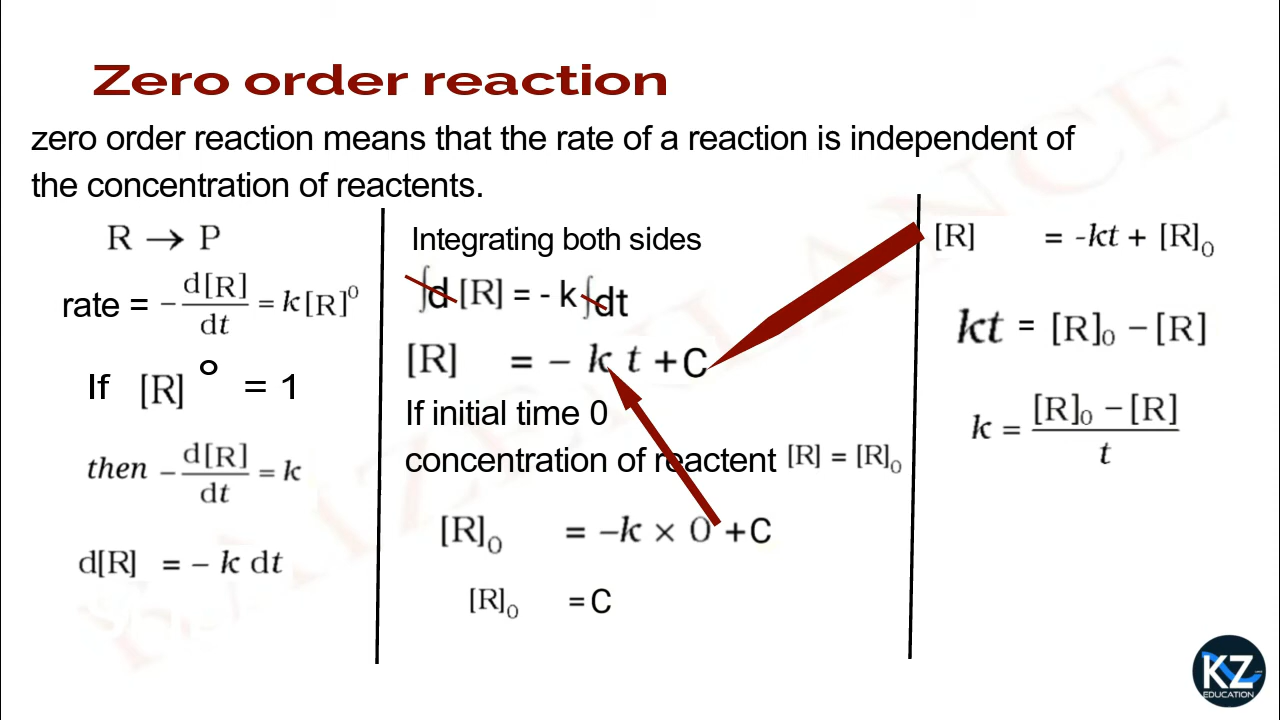 Zero order reaction
zero order reaction means that the rate of a reaction is independent of
the concentration of reactents.
R → P
rate = −d[R]/dt = k[R]⁰
If [R]° = 1
then −d[R]/dt = k
d[R] = − k dt
Integrating both sides
∫d[R] = - k∫dt
[R] = − k t + C
If initial time 0
concentration of reactent [R] = [R]₀
[R]₀ = −k × 0 + C
[R]₀ = C
[R] = -kt + [R]₀
kt = [R]₀ − [R]
k = [R]₀ − [R] / t
KZ
EDUCATION